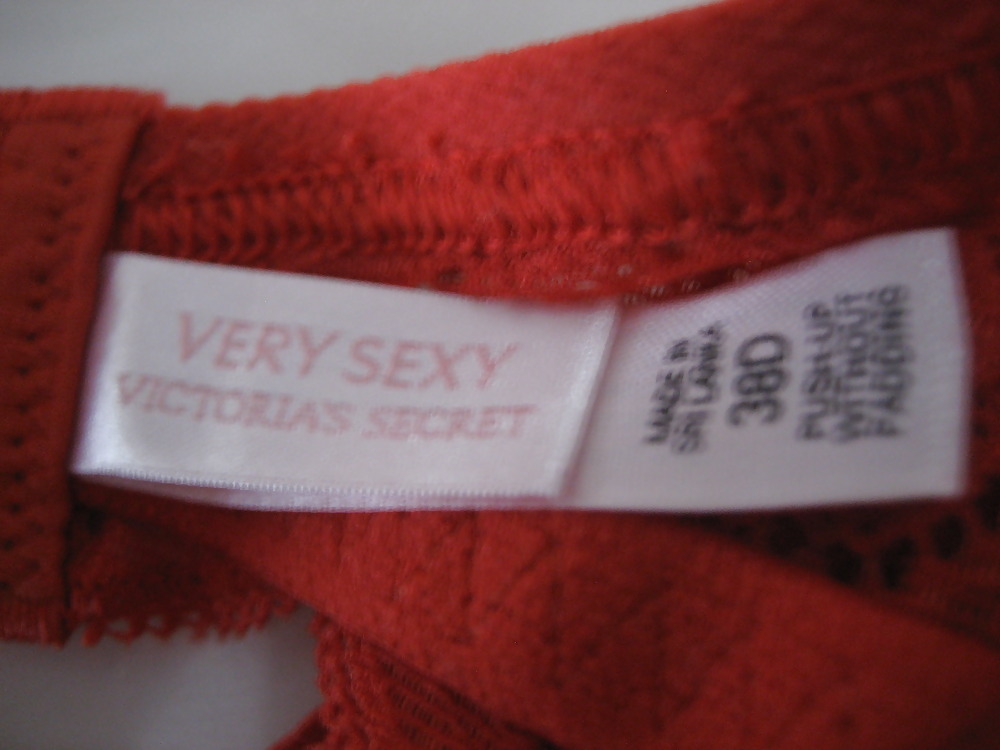 VERY SEXY
VICTORIA'S SECRET
MADE IN
SRI LANKA
38D
PUSH-UP
WITHOUT
PADDING